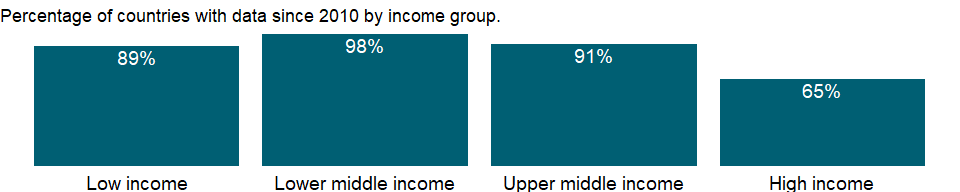 Percentage of countries with data since 2010 by income group.
89%
98%
91%
65%
Low income
Lower middle income
Upper middle income
High income